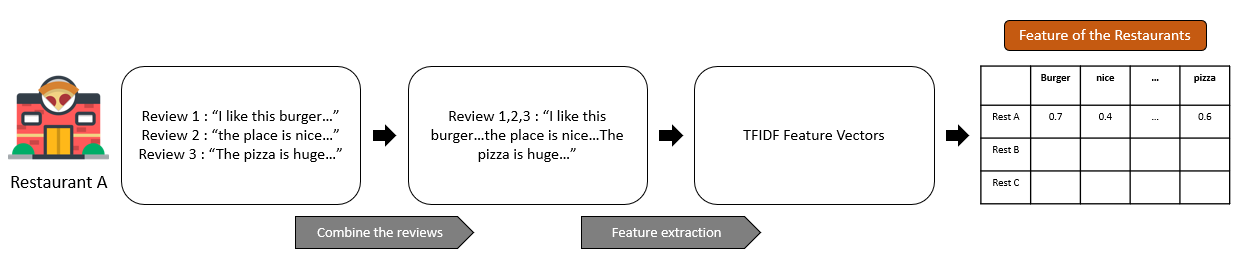 Feature of the Restaurants
Restaurant A
Review 1 : “I like this burger…”
Review 2 : “the place is nice…”
Review 3 : “The pizza is huge…”
Review 1,2,3 : “I like this
burger…the place is nice…The
pizza is huge…”
TFIDF Feature Vectors
Burger nice … pizza
Rest A 0.7 0.4 … 0.6
Rest B
Rest C
Combine the reviews
Feature extraction